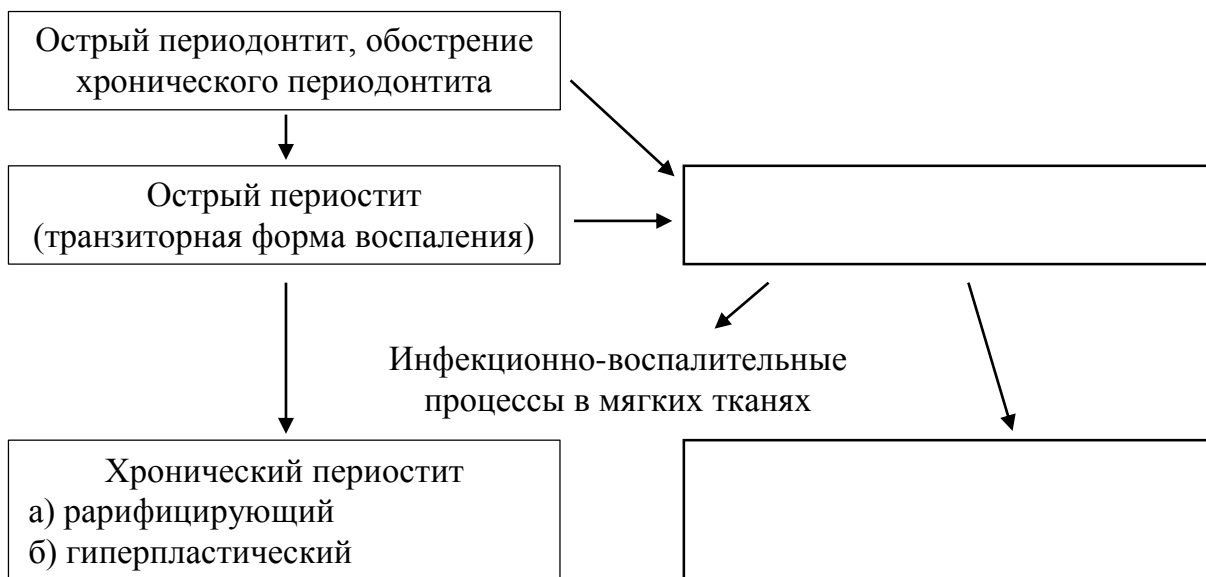 Острый периодонтит, обострение
хронического периодонтита
Острый периостит
(транзиторная форма воспаления)
Инфекционно-воспалительные
процессы в мягких тканях
Хронический периостит
а) рарифицирующий
б) гиперпластический